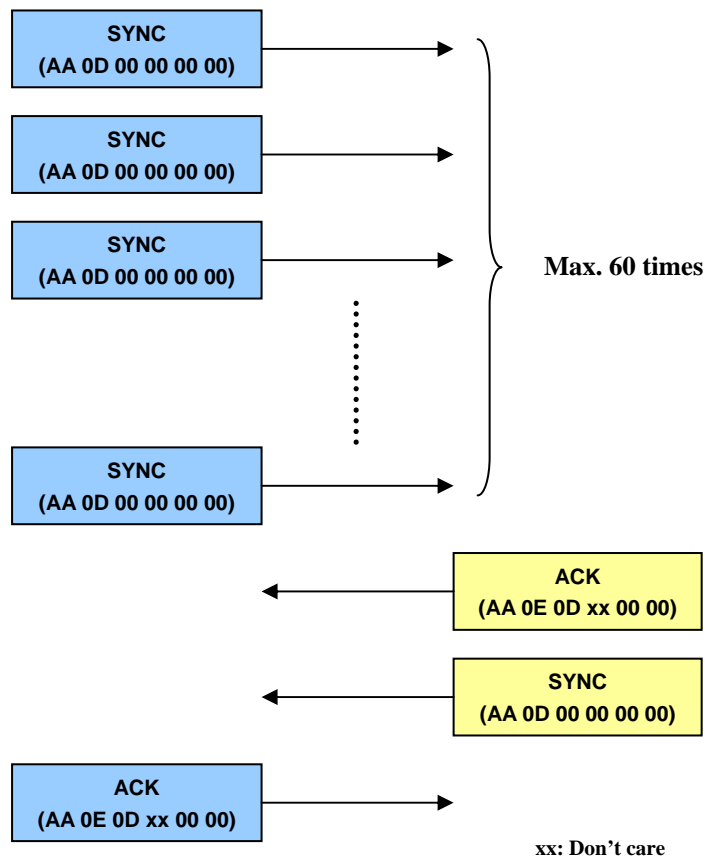 SYNC
(AA 0D 00 00 00 00)
SYNC
(AA 0D 00 00 00 00)
SYNC
(AA 0D 00 00 00 00)
Max. 60 times
SYNC
(AA 0D 00 00 00 00)
ACK
(AA 0E 0D xx 00 00)
SYNC
(AA 0D 00 00 00 00)
ACK
(AA 0E 0D xx 00 00)
xx: Don't care